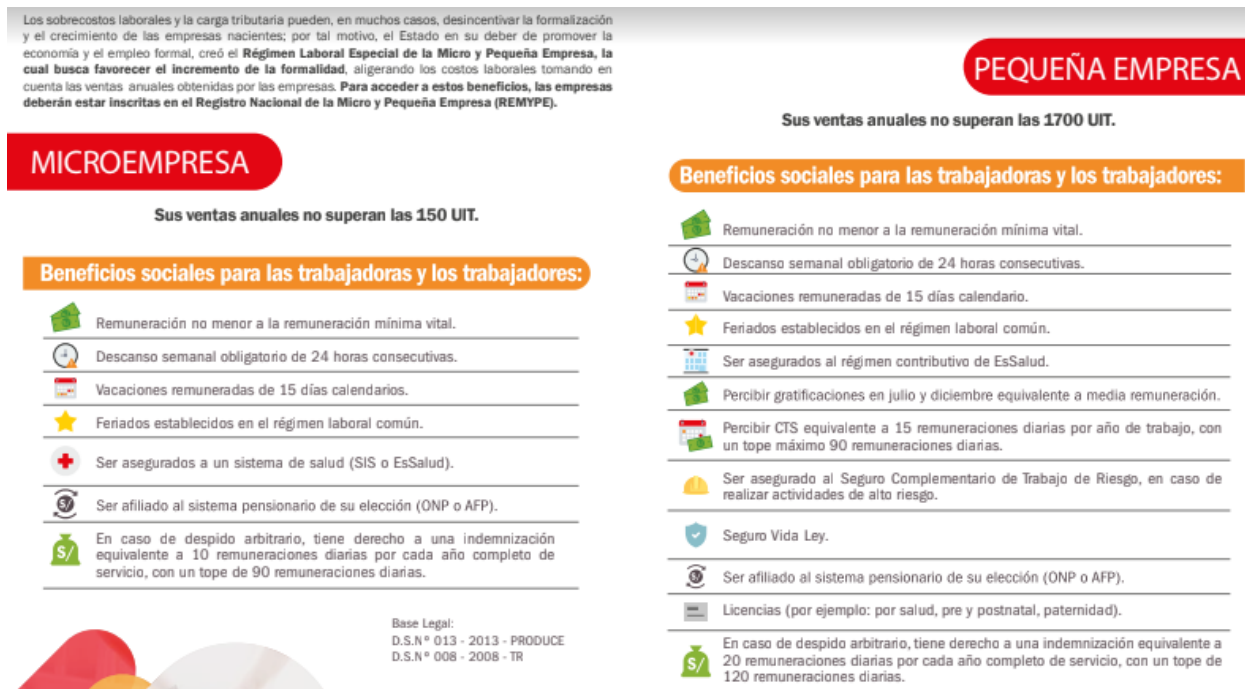 Los sobrecostos laborales y la carga tributaria pueden, en muchos casos, desincentivar la formalización
y el crecimiento de las empresas nacientes; por tal motivo, el Estado en su deber de promover la
economía y el empleo formal, creó el Régimen Laboral Especial de la Micro y Pequeña Empresa, la
cual busca favorecer el incremento de la formalidad, aligerando los costos laborales tomando en
cuenta las ventas anuales obtenidas por las empresas. Para acceder a estos beneficios, las empresas
deberán estar inscritas en el Registro Nacional de la Micro y Pequeña Empresa (REMYPE).
MICROEMPRESA
Sus ventas anuales no superan las 150 UIT.
Beneficios sociales para las trabajadoras y los trabajadores:
Remuneración no menor a la remuneración mínima vital.
Descanso semanal obligatorio de 24 horas consecutivas.
Vacaciones remuneradas de 15 días calendarios.
Feriados establecidos en el régimen laboral común.
Ser asegurados a un sistema de salud (SIS o EsSalud).
Ser afiliado al sistema pensionario de su elección (ONP o AFP).
S/
En caso de despido arbitrario, tiene derecho a una indemnización
equivalente a 10 remuneraciones diarias por cada año completo de
servicio, con un tope de 90 remuneraciones diarias.
Base Legal:
D.S.N° 013 - 2013 - PRODUCE
D.S.N° 008 - 2008 - TR
PEQUEÑA EMPRESA
Sus ventas anuales no superan las 1700 UIT.
Beneficios sociales para las trabajadoras y los trabajadores:
Remuneración no menor a la remuneración mínima vital.
Descanso semanal obligatorio de 24 horas consecutivas.
Vacaciones remuneradas de 15 días calendario.
Feriados establecidos en el régimen laboral común.
Ser asegurados al régimen contributivo de EsSalud.
Percibir gratificaciones en julio y diciembre equivalente a media remuneración.
Percibir CTS equivalente a 15 remuneraciones diarias por año de trabajo, con
un tope máximo 90 remuneraciones diarias.
Ser asegurado al Seguro Complementario de Trabajo de Riesgo, en caso de
realizar actividades de alto riesgo.
Seguro Vida Ley.
Ser afiliado al sistema pensionario de su elección (ONP o AFP).
Licencias (por ejemplo: por salud, pre y postnatal, paternidad).
S/
En caso de despido arbitrario, tiene derecho a una indemnización equivalente a
20 remuneraciones diarias por cada año completo de servicio, con un tope de
120 remuneraciones diarias.